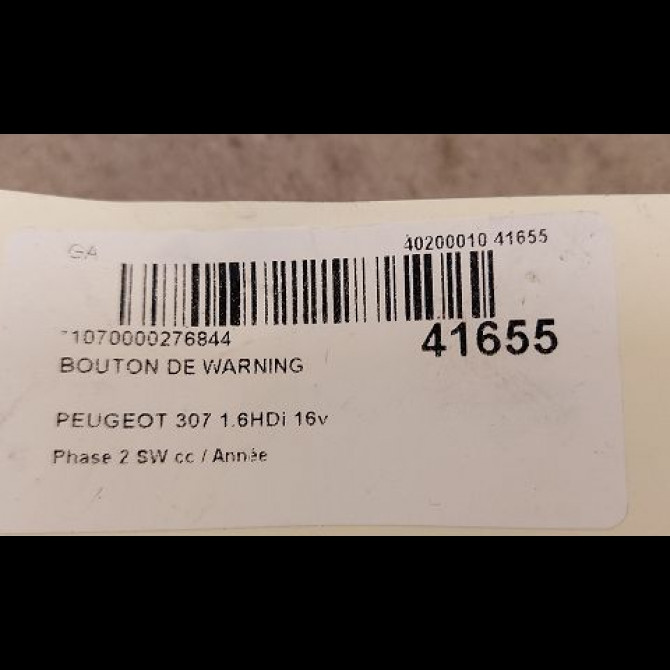 GA 40200010 41655
1070000276844 41655
BOUTON DE WARNING
PEUGEOT 307 1.6HDi 16v
Phase 2 SW cc / Année